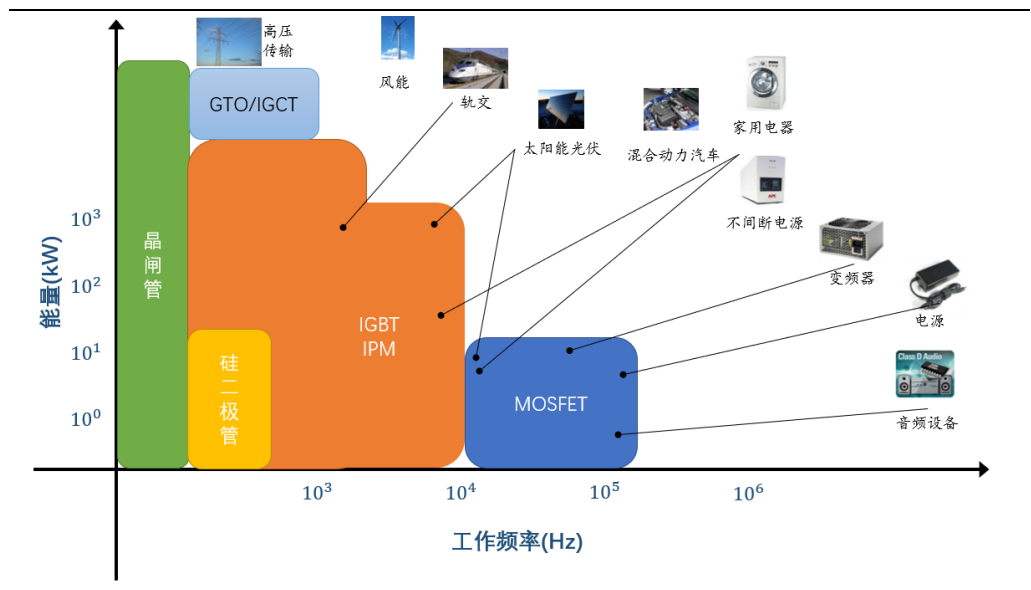 高压
传输
风能
轨交
太阳能光伏
混合动力汽车
家用电器
不间断电源
变频器
电源
Class D Audio
音频设备
GTO/IGCT
晶
闸
管
IGBT
IPM
硅
二
极
管
MOSFET
能量(kW)
10³
10²
10¹
10⁰
10³
10⁴
10⁵
10⁶
工作频率(Hz)